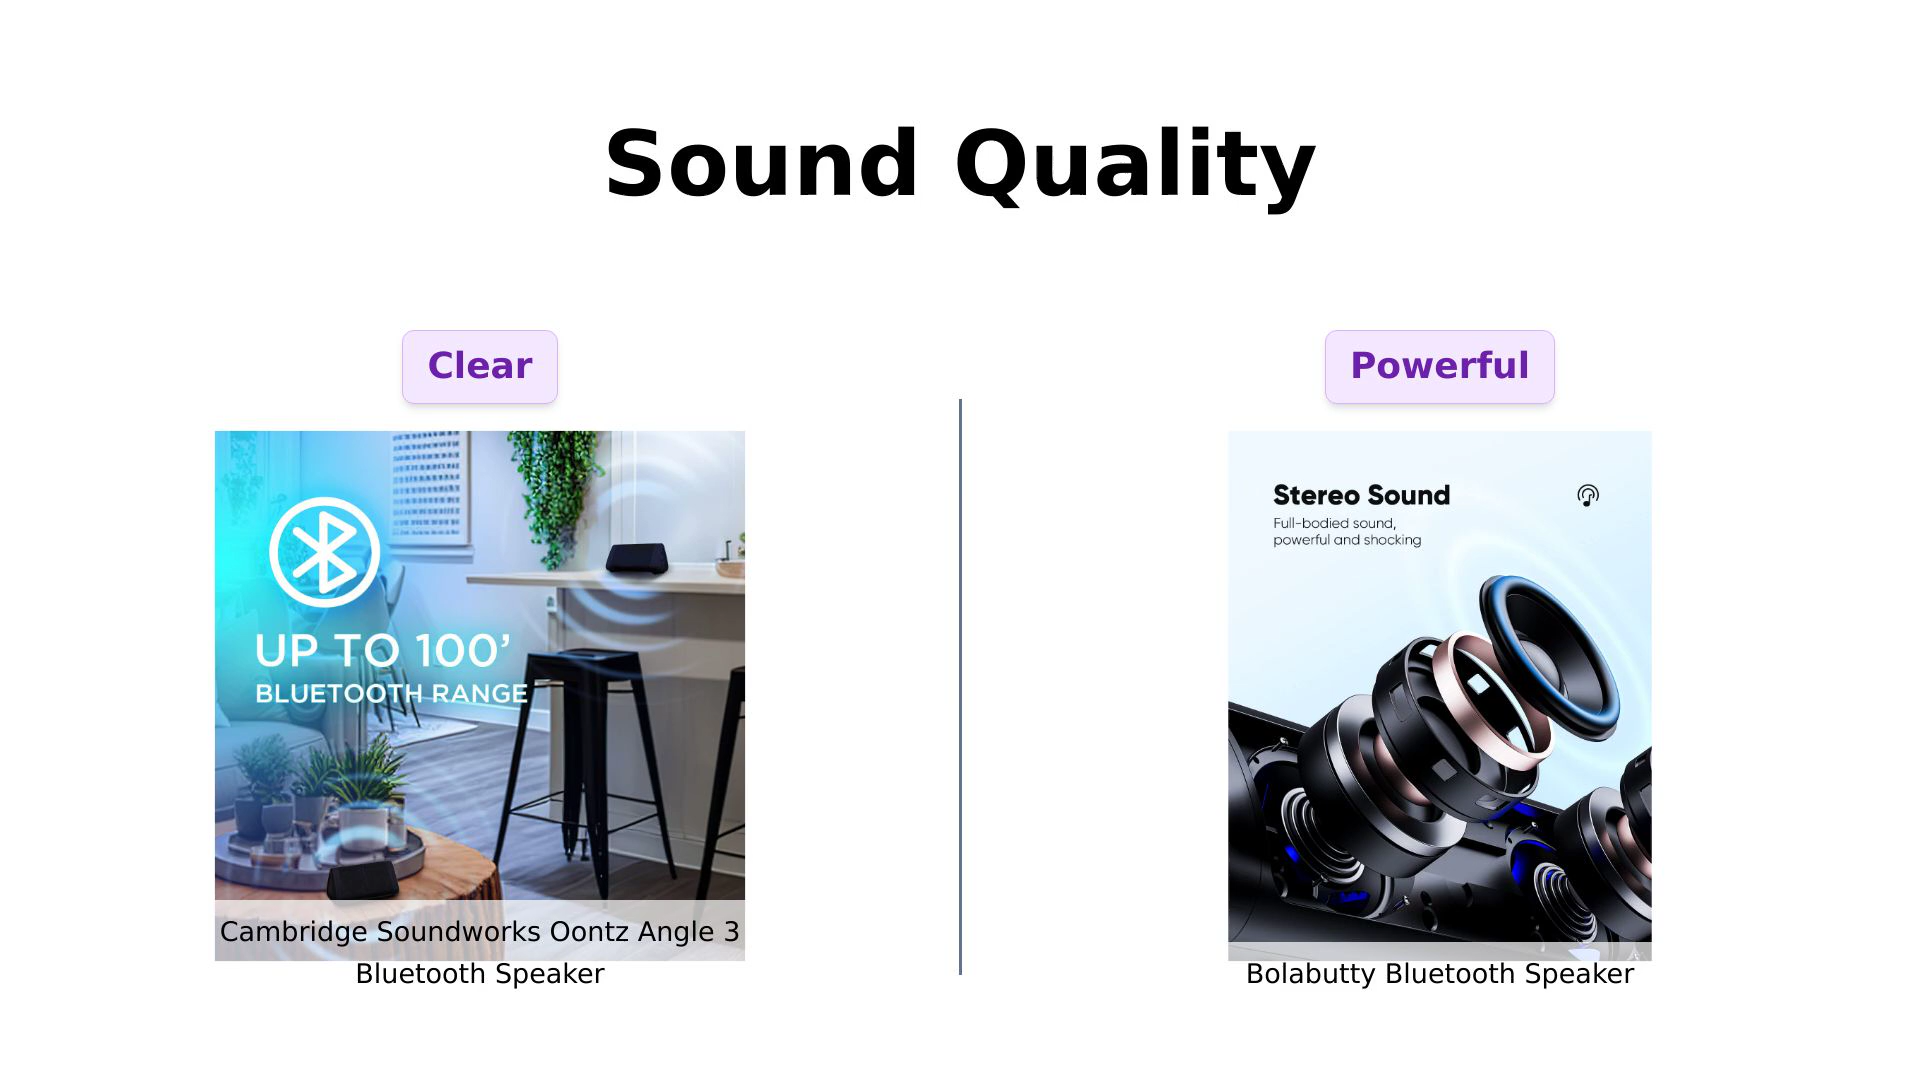 Sound Quality
Clear
UP TO 100’
BLUETOOTH RANGE
Cambridge Soundworks Oontz Angle 3
Bluetooth Speaker
Powerful
Stereo Sound
Full-bodied sound,
powerful and shocking
Bolabutty Bluetooth Speaker